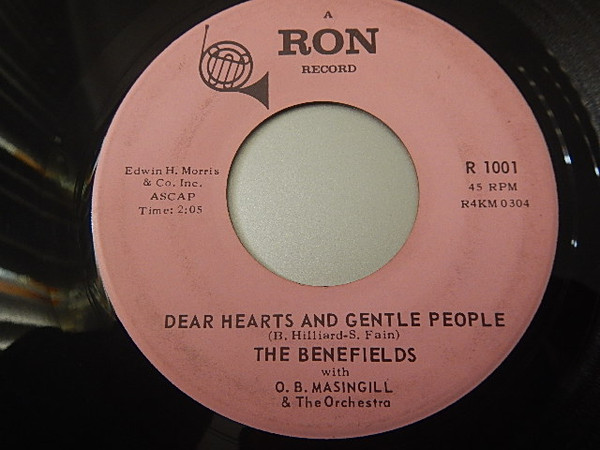 A
RON
RECORD
Edwin H. Morris
& Co. Inc.
ASCAP
Time: 2:05
R 1001
45 RPM
R4KM 0304
DEAR HEARTS AND GENTLE PEOPLE
(B. Hilliard-S. Fain)
THE BENEFIELDS
with
O. B. MASINGILL
& The Orchestra